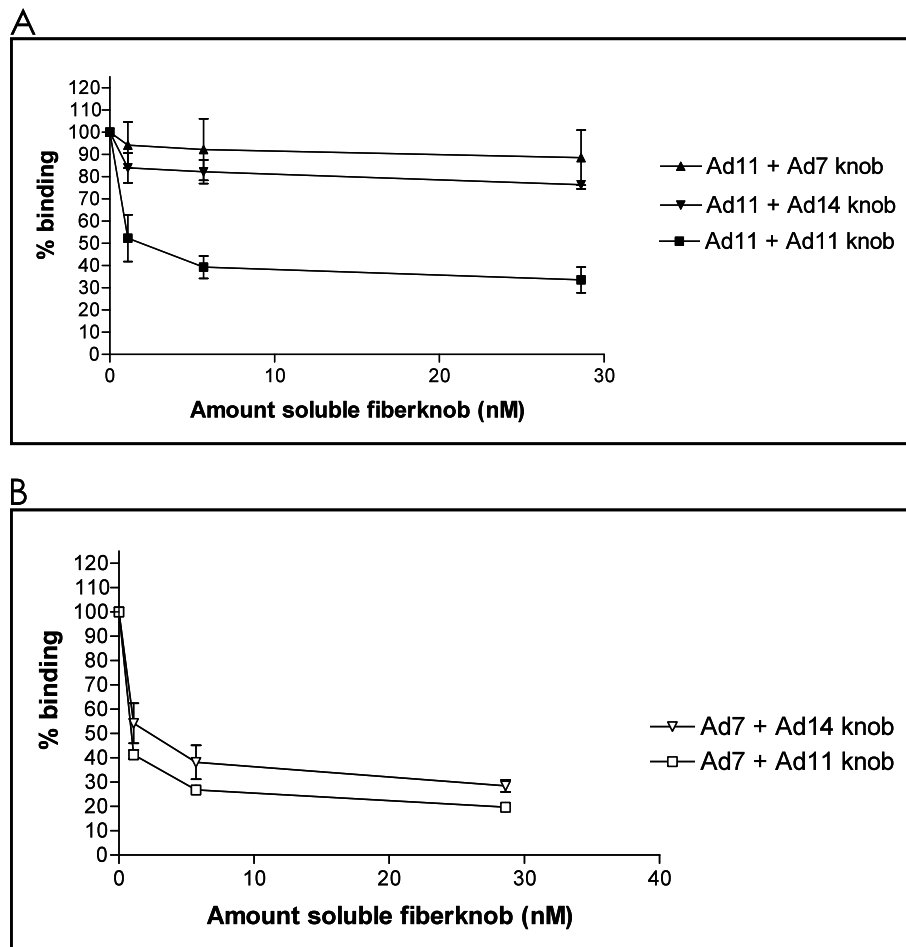 A
120
110
100
90
80
70
60
50
40
30
20
10
0
% binding
0 10 20 30
Amount soluble fiberknob (nM)
Ad11 + Ad7 knob
Ad11 + Ad14 knob
Ad11 + Ad11 knob
B
120
110
100
90
80
70
60
50
40
30
20
10
0
% binding
0 10 20 30 40
Amount soluble fiberknob (nM)
Ad7 + Ad14 knob
Ad7 + Ad11 knob